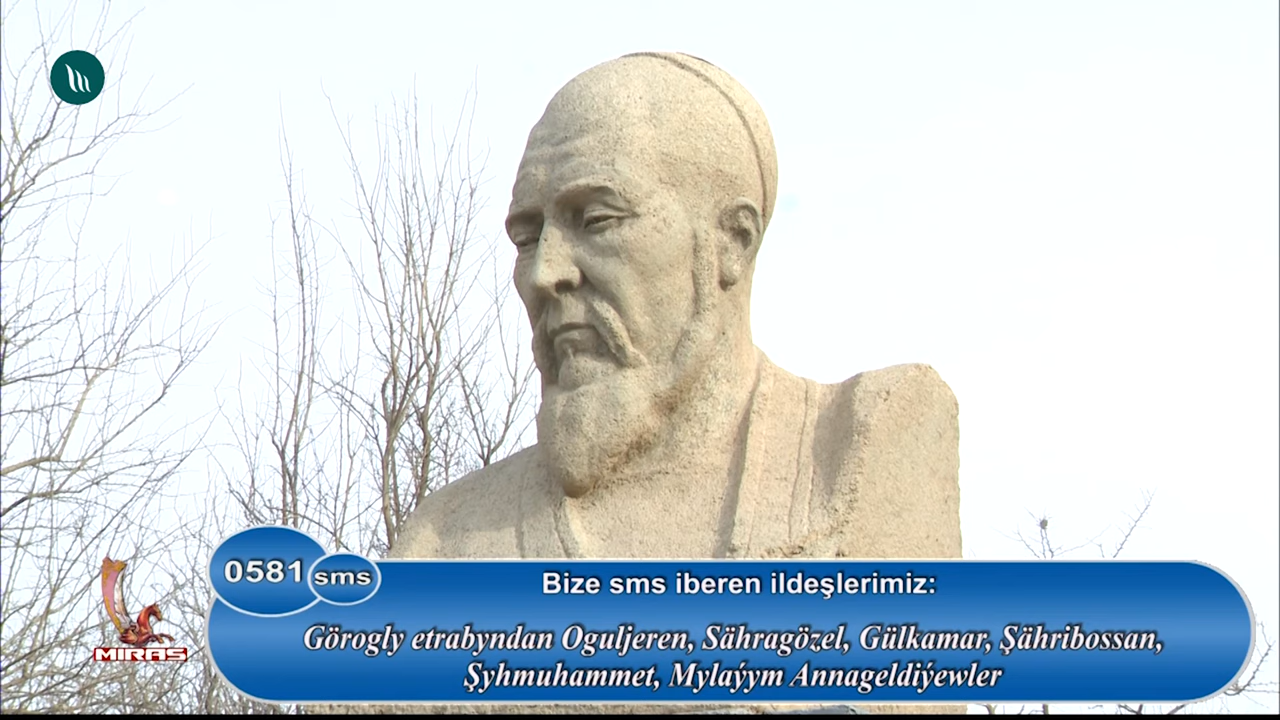 0581 sms
Bize sms iberen ildeşlerimiz:
Görogly etrabyndan Oguljeren, Sähragözel, Gülkamar, Şähribossan,
Şyhmuhammet, Mylaýym Annageldiýewler
MIRAS